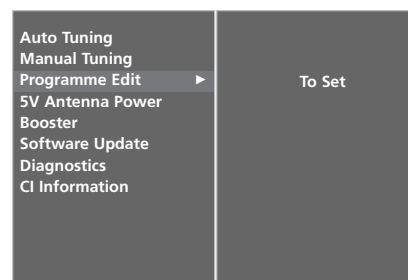 Auto Tuning
Manual Tuning
Programme Edit ►
To Set
5V Antenna Power
Booster
Software Update
Diagnostics
CI Information